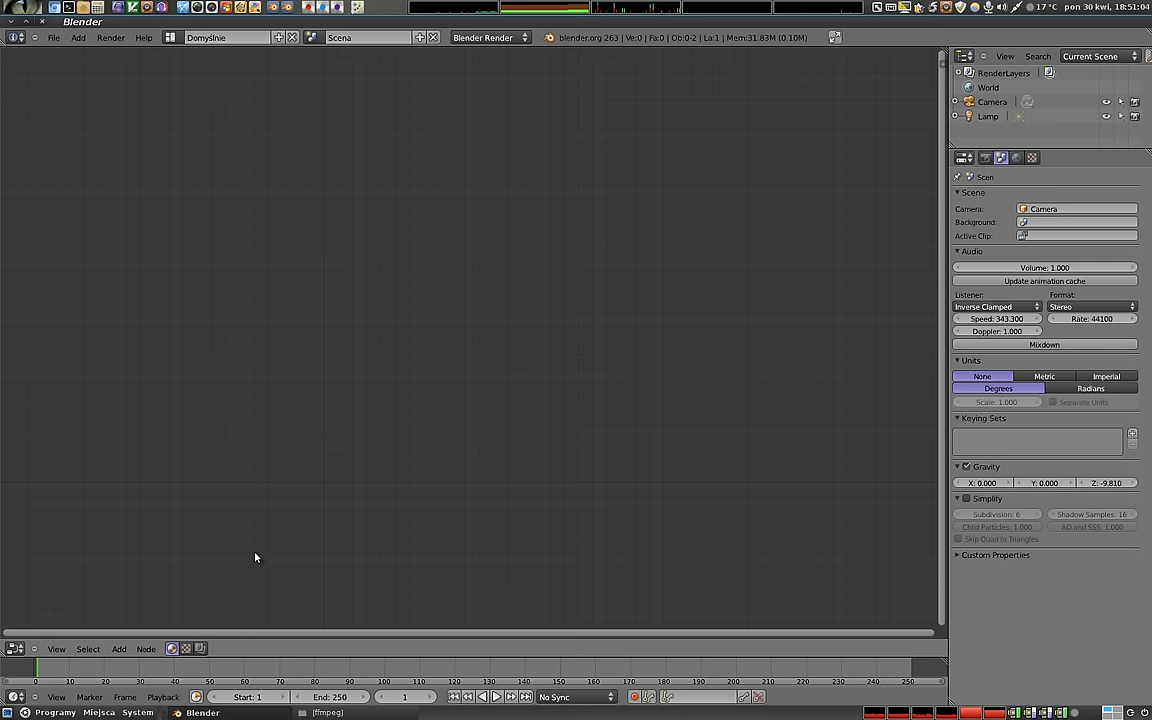 17 °C pon 30 kwi, 18:51:04
Blender
File Add Render Help Domyślnie Scena Blender Render blender.org 263 | Ve:0 | Fa:0 | Ob:0-2 | La:1 | Mem:31.83M (0.10M)
View Search Current Scene
RenderLayers
World
Camera
Lamp
Scen
Scene
Camera: Camera
Background:
Active Clip:
Audio
Volume: 1.000
Update animation cache
Listener: Format:
Inverse Clamped Stereo
Speed: 343.300 Rate: 44100
Doppler: 1.000
Mixdown
Units
None Metric Imperial
Degrees Radians
Scale: 1.000 Separate Units
Keying Sets
Gravity
X: 0.000 Y: 0.000 Z: -9.810
Simplify
Subdivision: 6 Shadow Samples: 16
Child Particles: 1.000 AO and SSS: 1.000
Skip Quad to Triangles
Custom Properties
View Select Add Node
0 10 20 30 40 50 60 70 80 90 100 110 120 130 140 150 160 170 180 190 200 210 220 230 240 250
View Marker Frame Playback Start: 1 End: 250 1 No Sync
Programy Miejsca System Blender [ffmpeg]